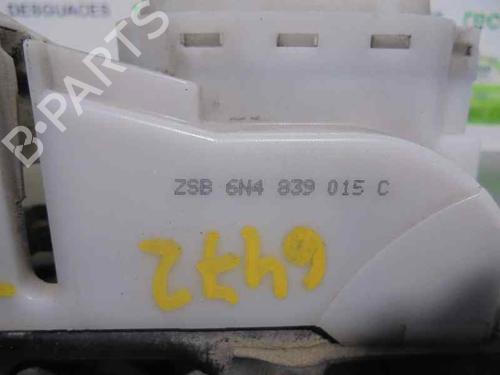 DESGUACES
B-PARTS
ZSB 6N4 839 015 C
6472